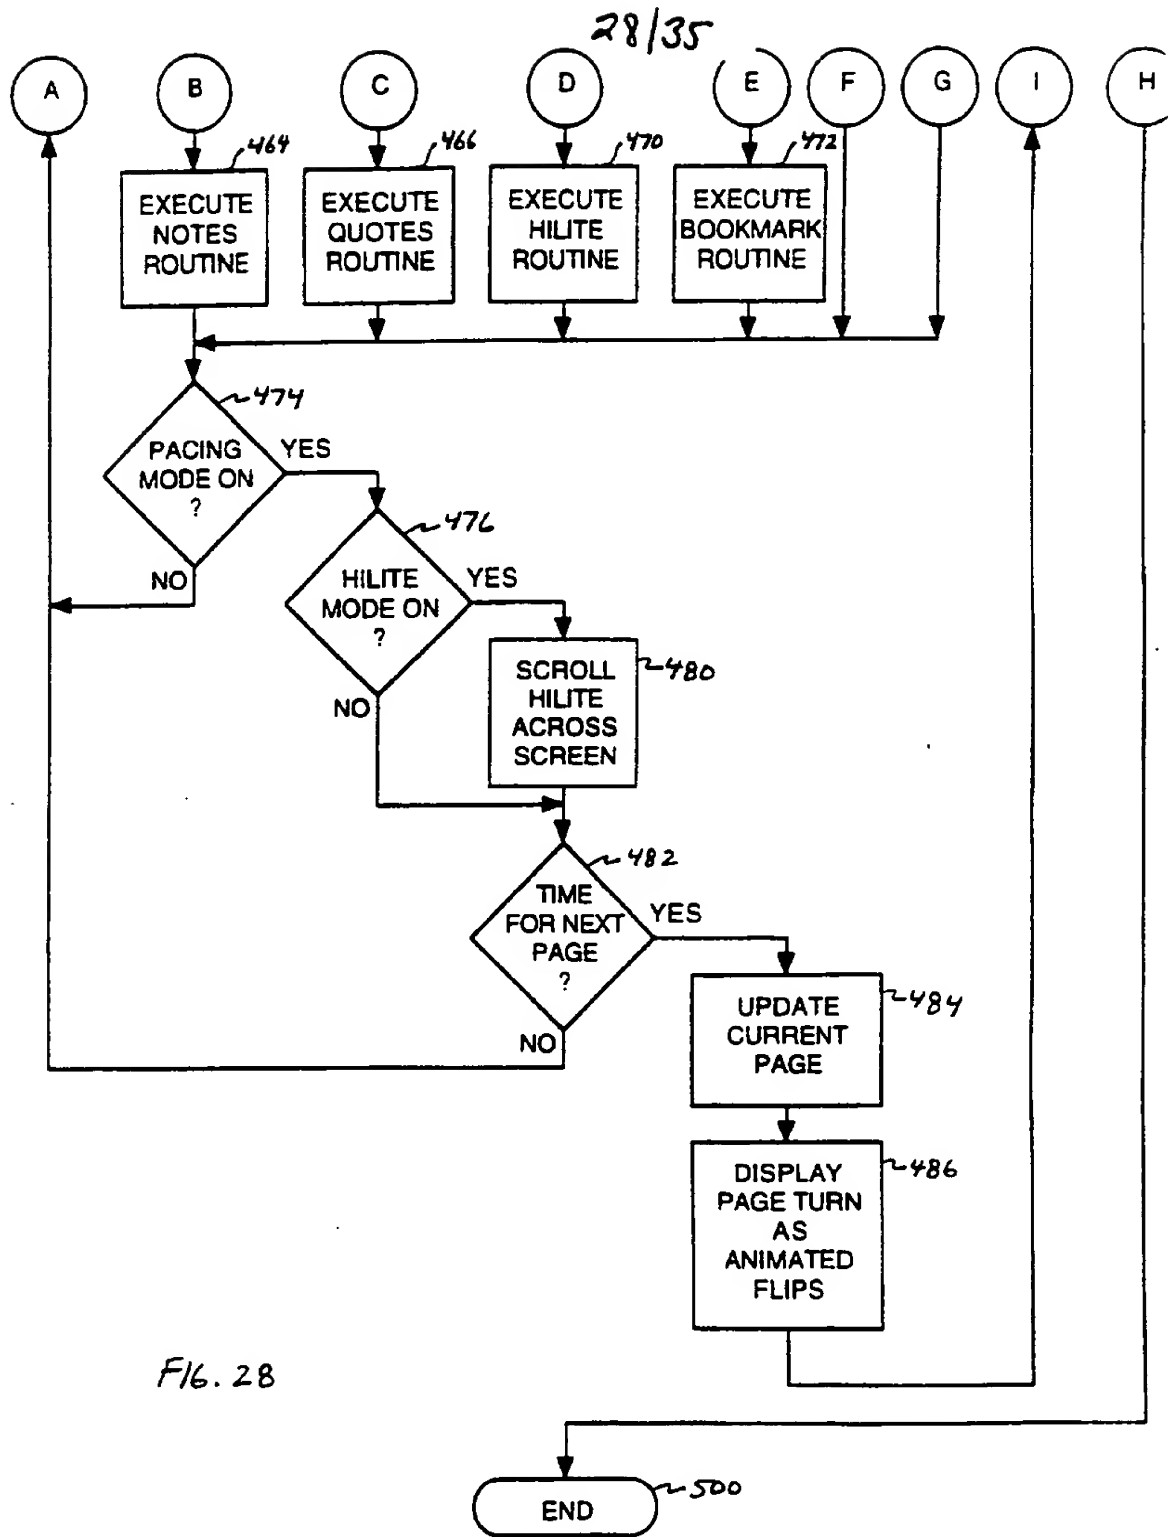 28/35
A B C D E F G I H
464 466 470 472
EXECUTE
NOTES
ROUTINE
EXECUTE
QUOTES
ROUTINE
EXECUTE
HILITE
ROUTINE
EXECUTE
BOOKMARK
ROUTINE
474
PACING
MODE ON
?
YES
NO
476
HILITE
MODE ON
?
YES
NO
480
SCROLL
HILITE
ACROSS
SCREEN
482
TIME
FOR NEXT
PAGE
?
YES
NO
484
UPDATE
CURRENT
PAGE
486
DISPLAY
PAGE TURN
AS
ANIMATED
FLIPS
FIG. 28
500
END